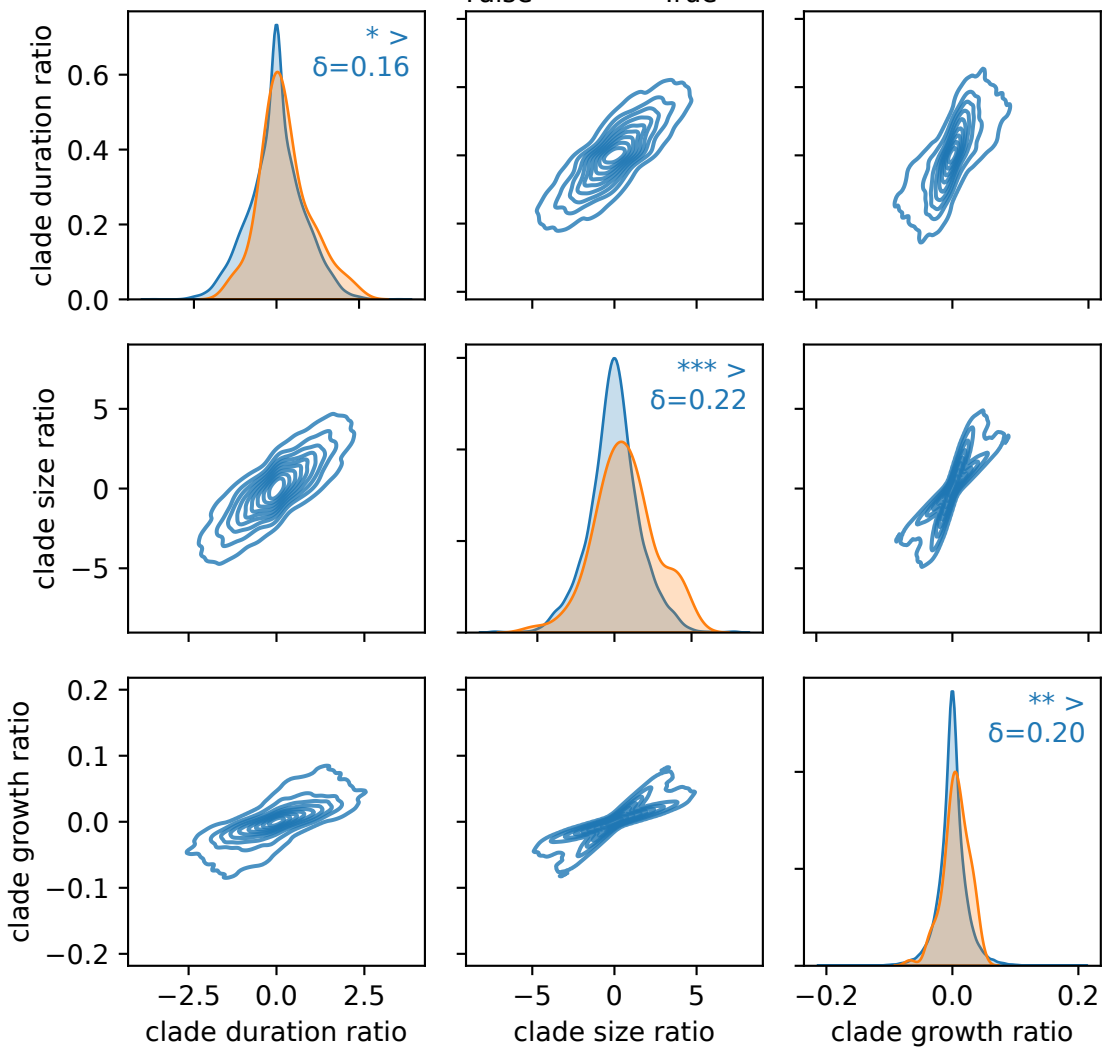 clade duration ratio
0.6
0.4
0.2
0.0
* >
δ=0.16
clade size ratio
5
0
−5
*** >
δ=0.22
clade growth ratio
0.2
0.1
0.0
−0.1
−0.2
** >
δ=0.20
−2.5 0.0 2.5
clade duration ratio
−5 0 5
clade size ratio
−0.2 0.0 0.2
clade growth ratio